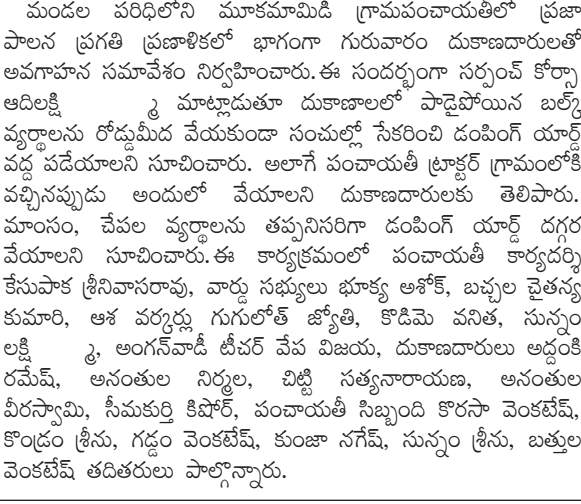 మండల పరిధిలోని మూకమామిడి గ్రామపంచాయతీలో ప్రజా
పాలన ప్రగతి ప్రణాళికలో భాగంగా గురువారం దుకాణదారులతో
అవగాహన సమావేశం నిర్వహించారు.ఈ సందర్భంగా సర్పంచ్ కోర్సా
మాట్లాడుతూ దుకాణాలలో పాడైపోయిన బల్క్
వ్యర్థాలను రోడ్డుమీద వేయకుండా సంచుల్లో సేకరించి డంపింగ్ యార్డ్
వద్ద పడేయాలని సూచించారు. అలాగే పంచాయతీ ట్రాక్టర్ గ్రామంలోకి
వచ్చినప్పుడు అందులో వేయాలని దుకాణదారులకు తెలిపారు.
మాంసం, చేపల వ్యర్థాలను తప్పనిసరిగా డంపింగ్ యార్డ్ దగ్గర
వేయాలని సూచించారు.ఈ కార్యక్రమంలో పంచాయతీ కార్యదర్శి
కేసుపాక శ్రీనివాసరావు, వార్డు సభ్యులు భూక్య అశోక్, బచ్చల చైతన్య
కుమారి, ఆశ వర్కర్లు గుగులోత్ జ్యోతి, కొడిమె వనిత, సున్నం
అంగన్‌వాడీ టీచర్ వేప విజయ, దుకాణదారులు అద్దంకి
రమేష్, అనంతుల నిర్మల, చిట్టి సత్యనారాయణ, అనంతుల
వీరస్వామి, సీమకుర్తి కిషోర్, పంచాయతీ సిబ్బంది కొరసా వెంకటేష్,
కొండ్రం శ్రీను, గడ్డం వెంకటేష్, కుంజా నగేష్, సున్నం శ్రీను, బత్తుల
వెంకటేష్ తదితరులు పాల్గొన్నారు.